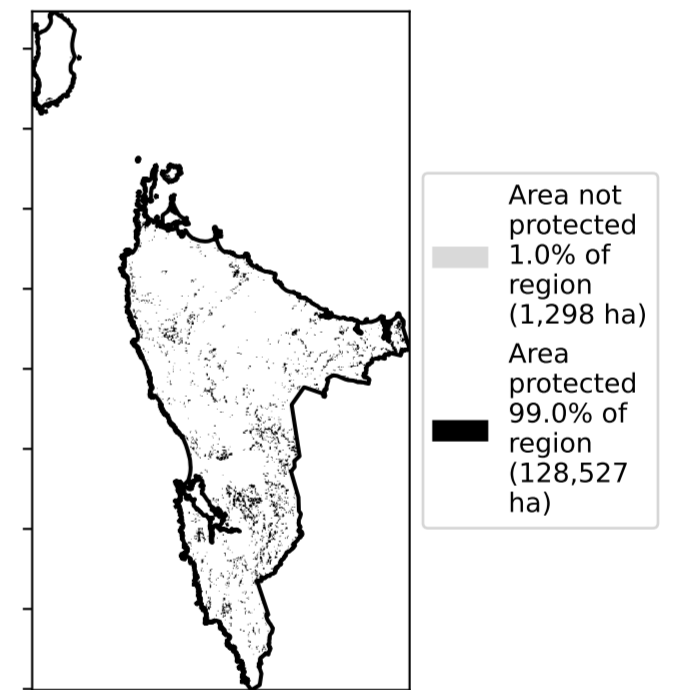 Area not
protected
1.0% of
region
(1,298 ha)
Area
protected
99.0% of
region
(128,527
ha)